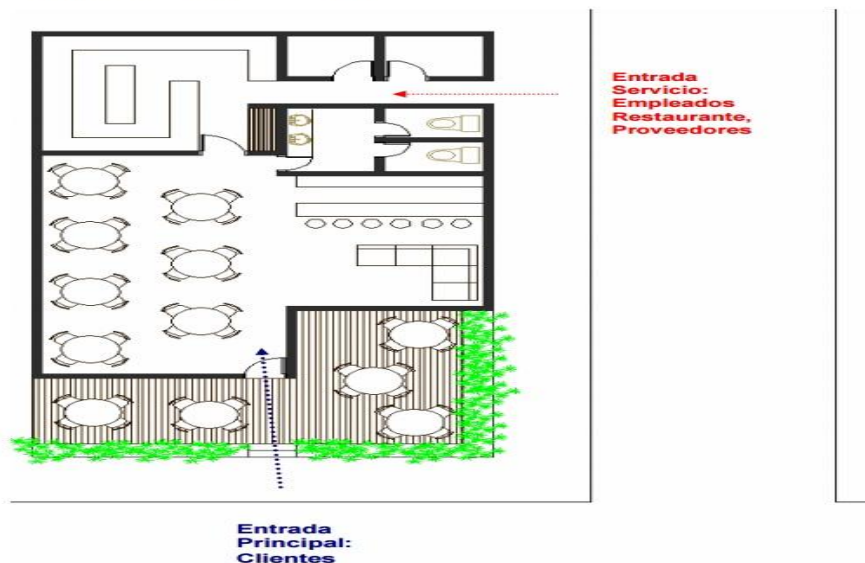 Entrada
Servicio:
Empleados
Restaurante,
Proveedores
Entrada
Principal:
Clientes